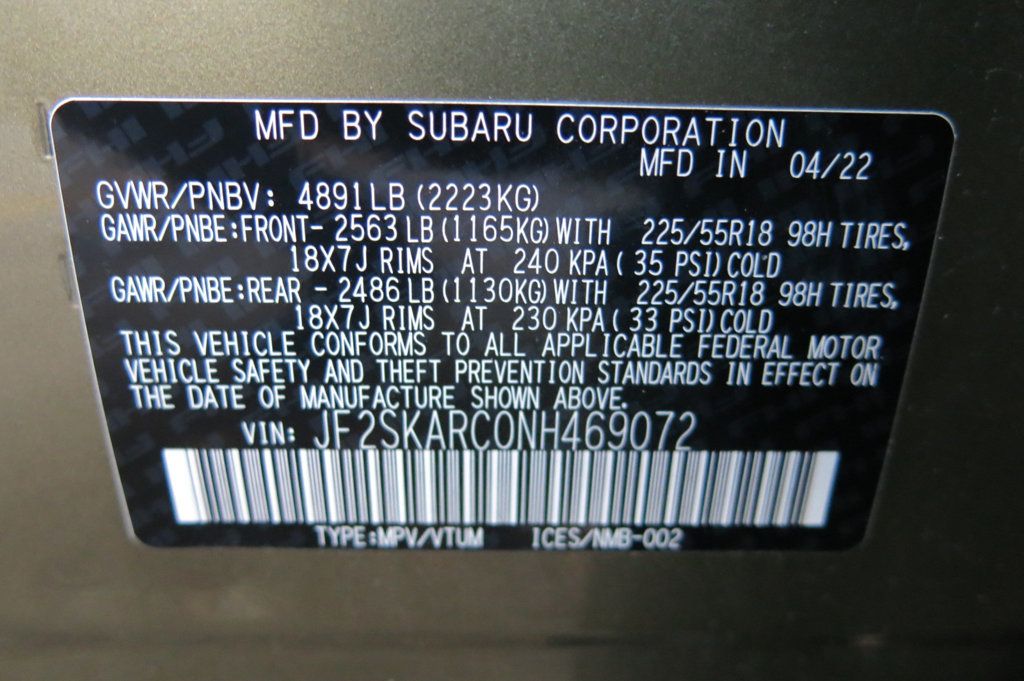 MFD BY SUBARU CORPORATION
MFD IN 04/22
GVWR/PNBV: 4891LB (2223KG)
GAWR/PNBE:FRONT- 2563 LB (1165KG) WITH 225/55R18 98H TIRES,
18X7J RIMS AT 240 KPA ( 35 PSI) COLD
GAWR/PNBE:REAR - 2486 LB (1130KG) WITH 225/55R18 98H TIRES,
18X7J RIMS AT 230 KPA ( 33 PSI) COLD
THIS VEHICLE CONFORMS TO ALL APPLICABLE FEDERAL MOTOR
VEHICLE SAFETY AND THEFT PREVENTION STANDARDS IN EFFECT ON
THE DATE OF MANUFACTURE SHOWN ABOVE.
VIN: JF2SKARC0NH469072
TYPE:MPV/VTUM ICES/NMB-002